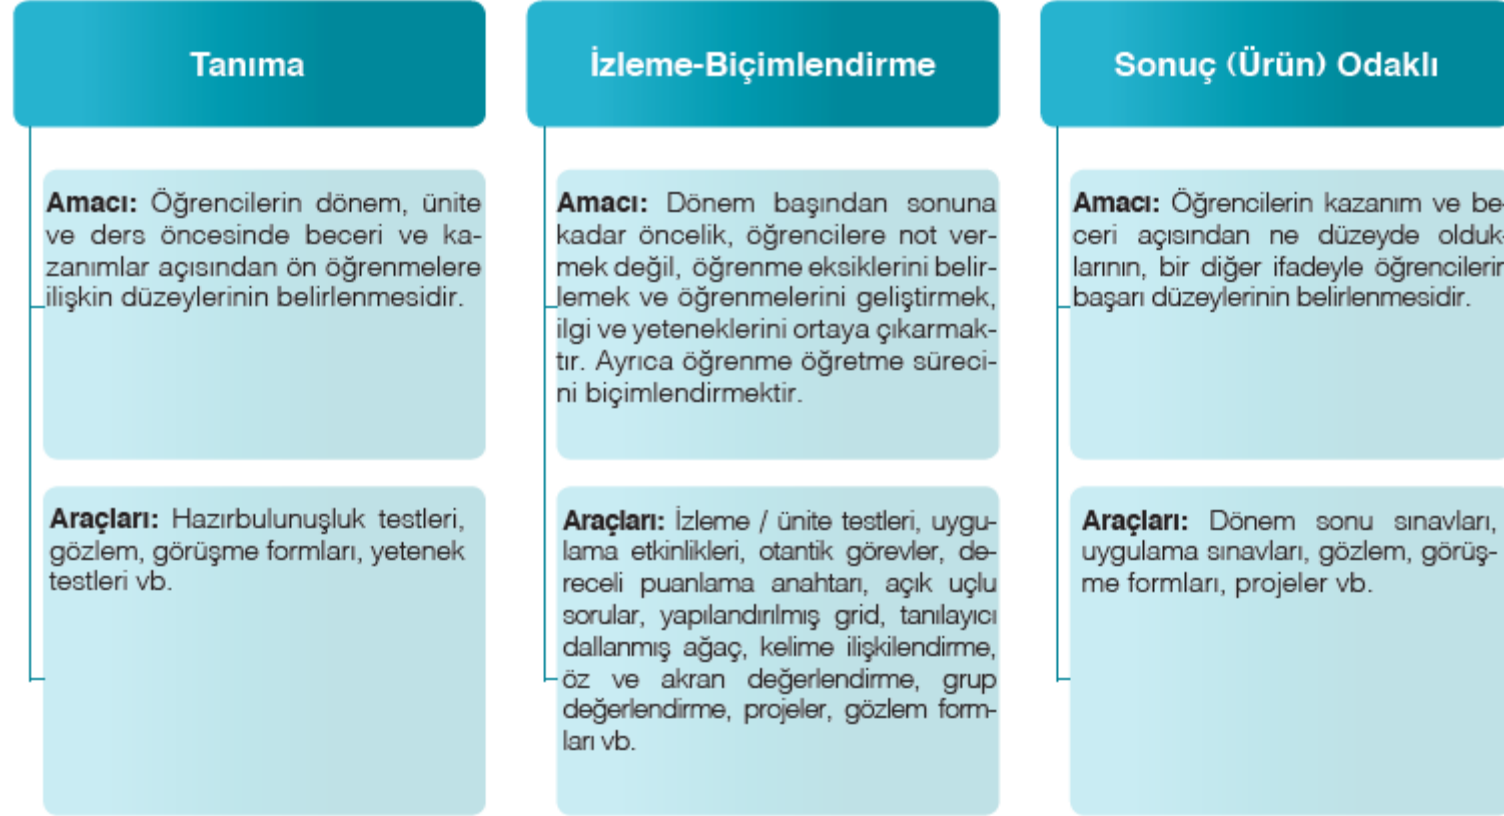 Tanıma
Amacı: Öğrencilerin dönem, ünite
ve ders öncesinde beceri ve ka-
zanımlar açısından ön öğrenmelere
ilişkin düzeylerinin belirlenmesidir.
Araçları: Hazırbulunuşluk testleri,
gözlem, görüşme formları, yetenek
testleri vb.
İzleme-Biçimlendirme
Amacı: Dönem başından sonuna
kadar öncelik, öğrencilere not ver-
mek değil, öğrenme eksiklerini belir-
lemek ve öğrenmelerini geliştirmek,
ilgi ve yeteneklerini ortaya çıkarmak-
tır. Ayrıca öğrenme öğretme süreci-
ni biçimlendirmektir.
Araçları: İzleme / ünite testleri, uygu-
lama etkinlikleri, otantik görevler, de-
receli puanlama anahtarı, açık uçlu
sorular, yapılandırılmış grid, tanılayıcı
dallanmış ağaç, kelime ilişkilendirme,
öz ve akran değerlendirme, grup
değerlendirme, projeler, gözlem form-
ları vb.
Sonuç (Ürün) Odaklı
Amacı: Öğrencilerin kazanım ve be-
ceri açısından ne düzeyde olduk-
larının, bir diğer ifadeyle öğrencilerin
başarı düzeylerinin belirlenmesidir.
Araçları: Dönem sonu sınavları,
uygulama sınavları, gözlem, görüş-
me formları, projeler vb.